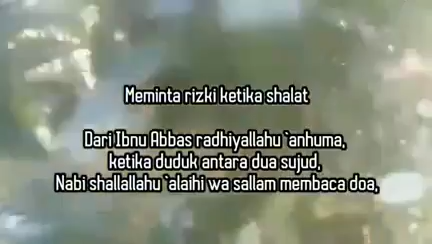 Meminta rizki ketika shalat
Dari Ibnu Abbas radhiyallahu `anhuma,
ketika duduk antara dua sujud,
Nabi shallallahu `alaihi wa sallam membaca doa,